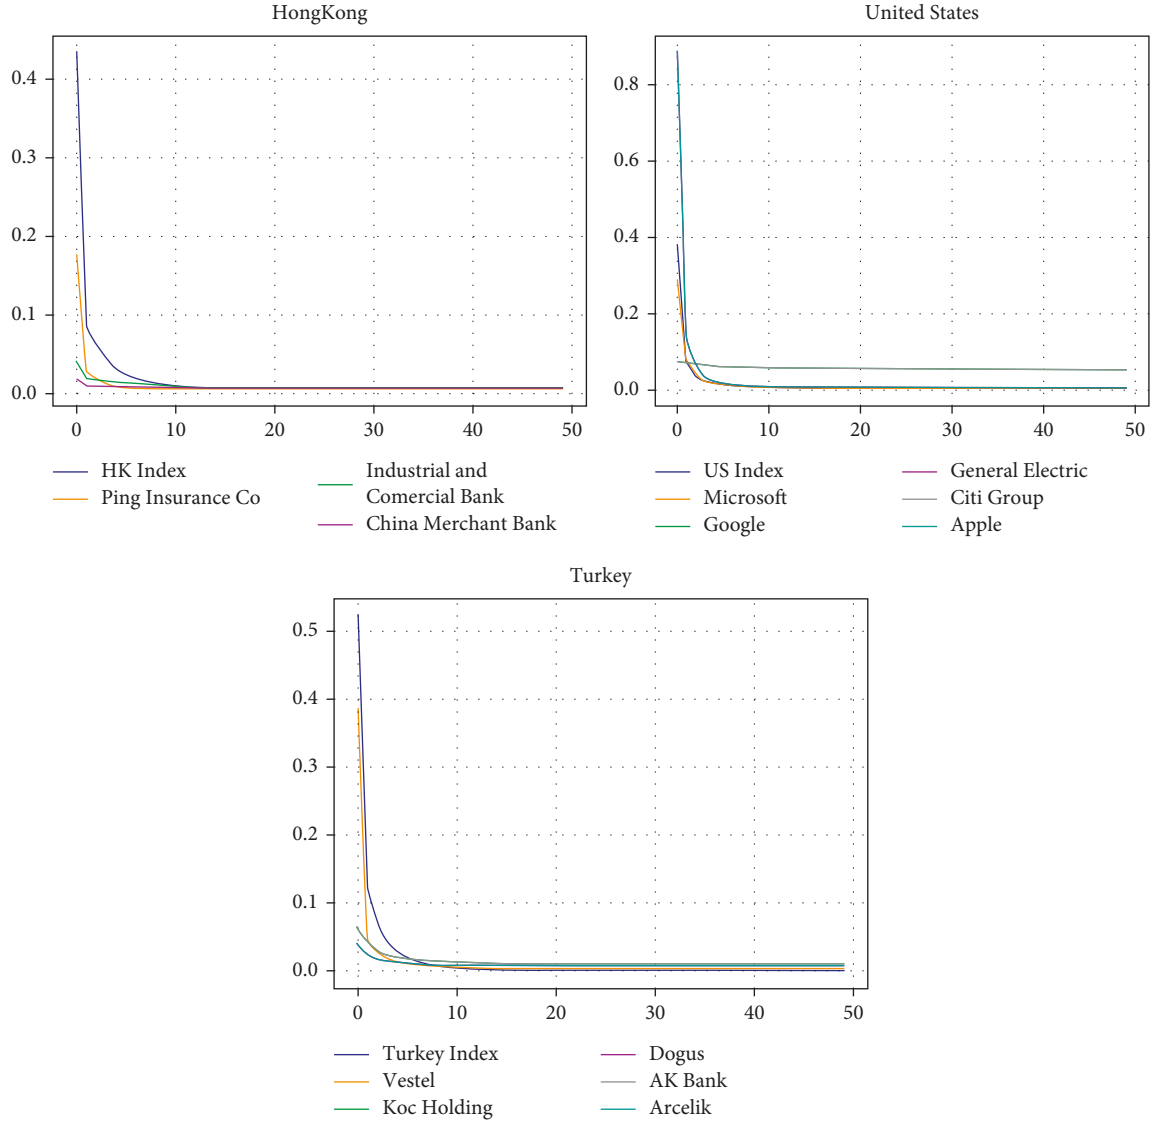 HongKong
0.4
0.3
0.2
0.1
0.0
0 10 20 30 40 50
HK Index
Ping Insurance Co
Industrial and
Comercial Bank
China Merchant Bank
United States
0.8
0.6
0.4
0.2
0.0
0 10 20 30 40 50
US Index
Microsoft
Google
General Electric
Citi Group
Apple
Turkey
0.5
0.4
0.3
0.2
0.1
0.0
0 10 20 30 40 50
Turkey Index
Vestel
Koc Holding
Dogus
AK Bank
Arcelik